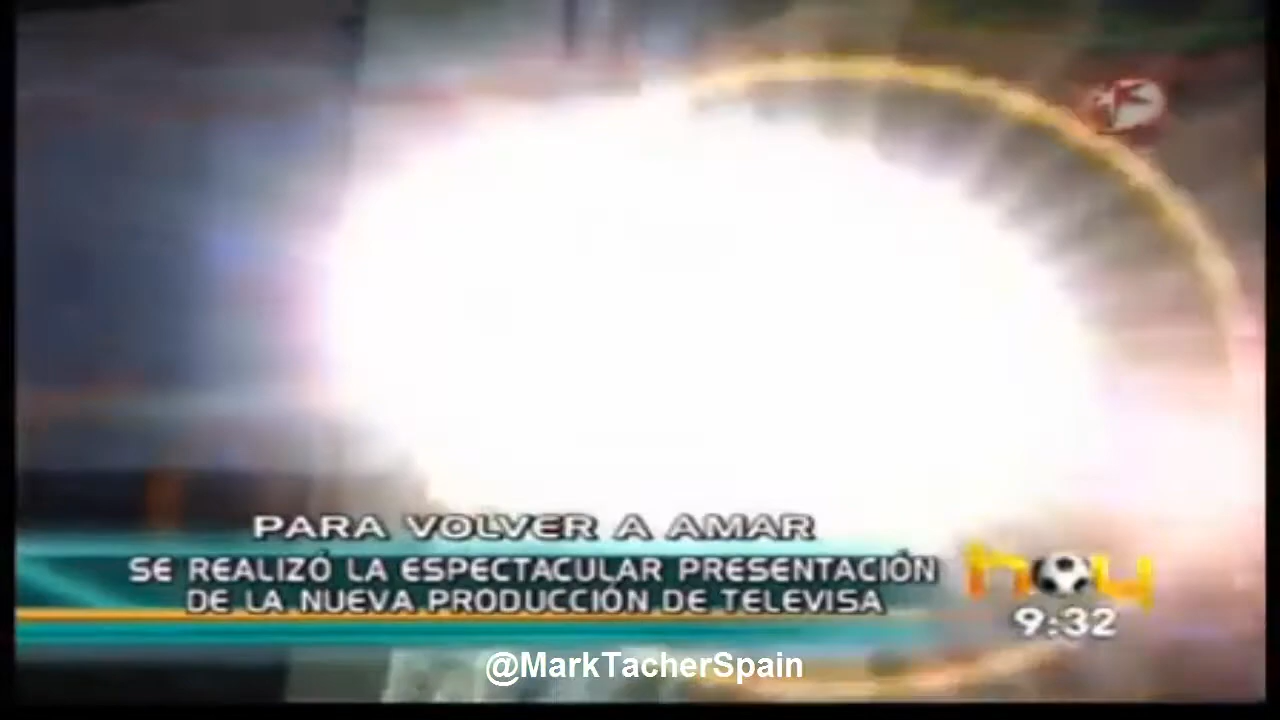 PARA VOLVER A AMAR
SE REALIZÓ LA ESPECTACULAR PRESENTACIÓN
DE LA NUEVA PRODUCCIÓN DE TELEVISA
hoy
9:32
@MarkTacherSpain